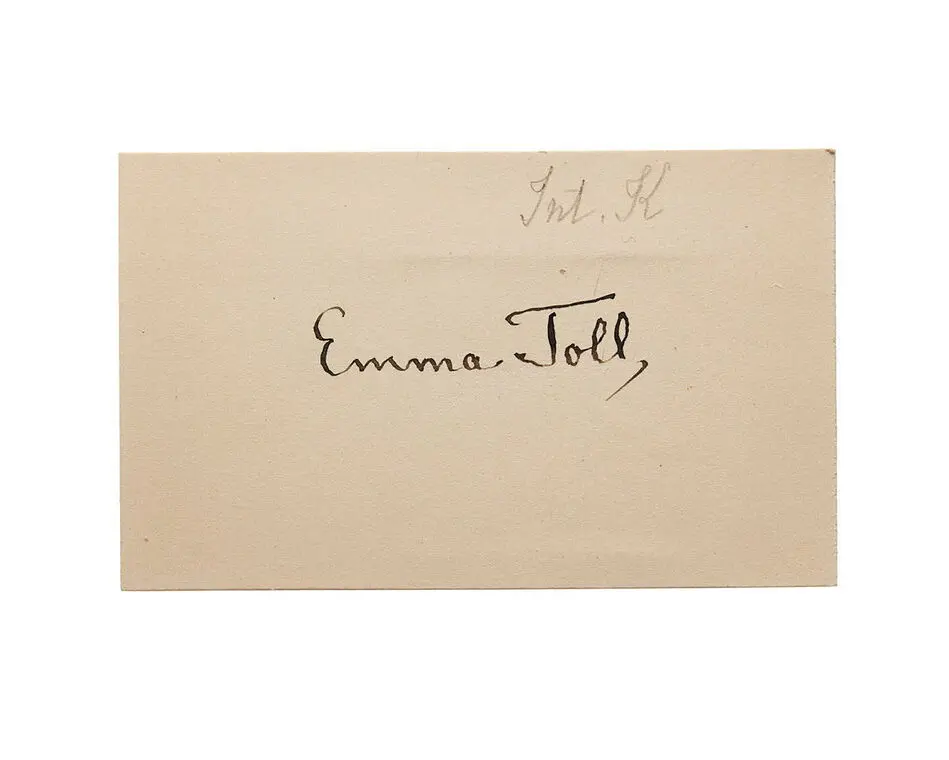 Int. K
Emma Toll,